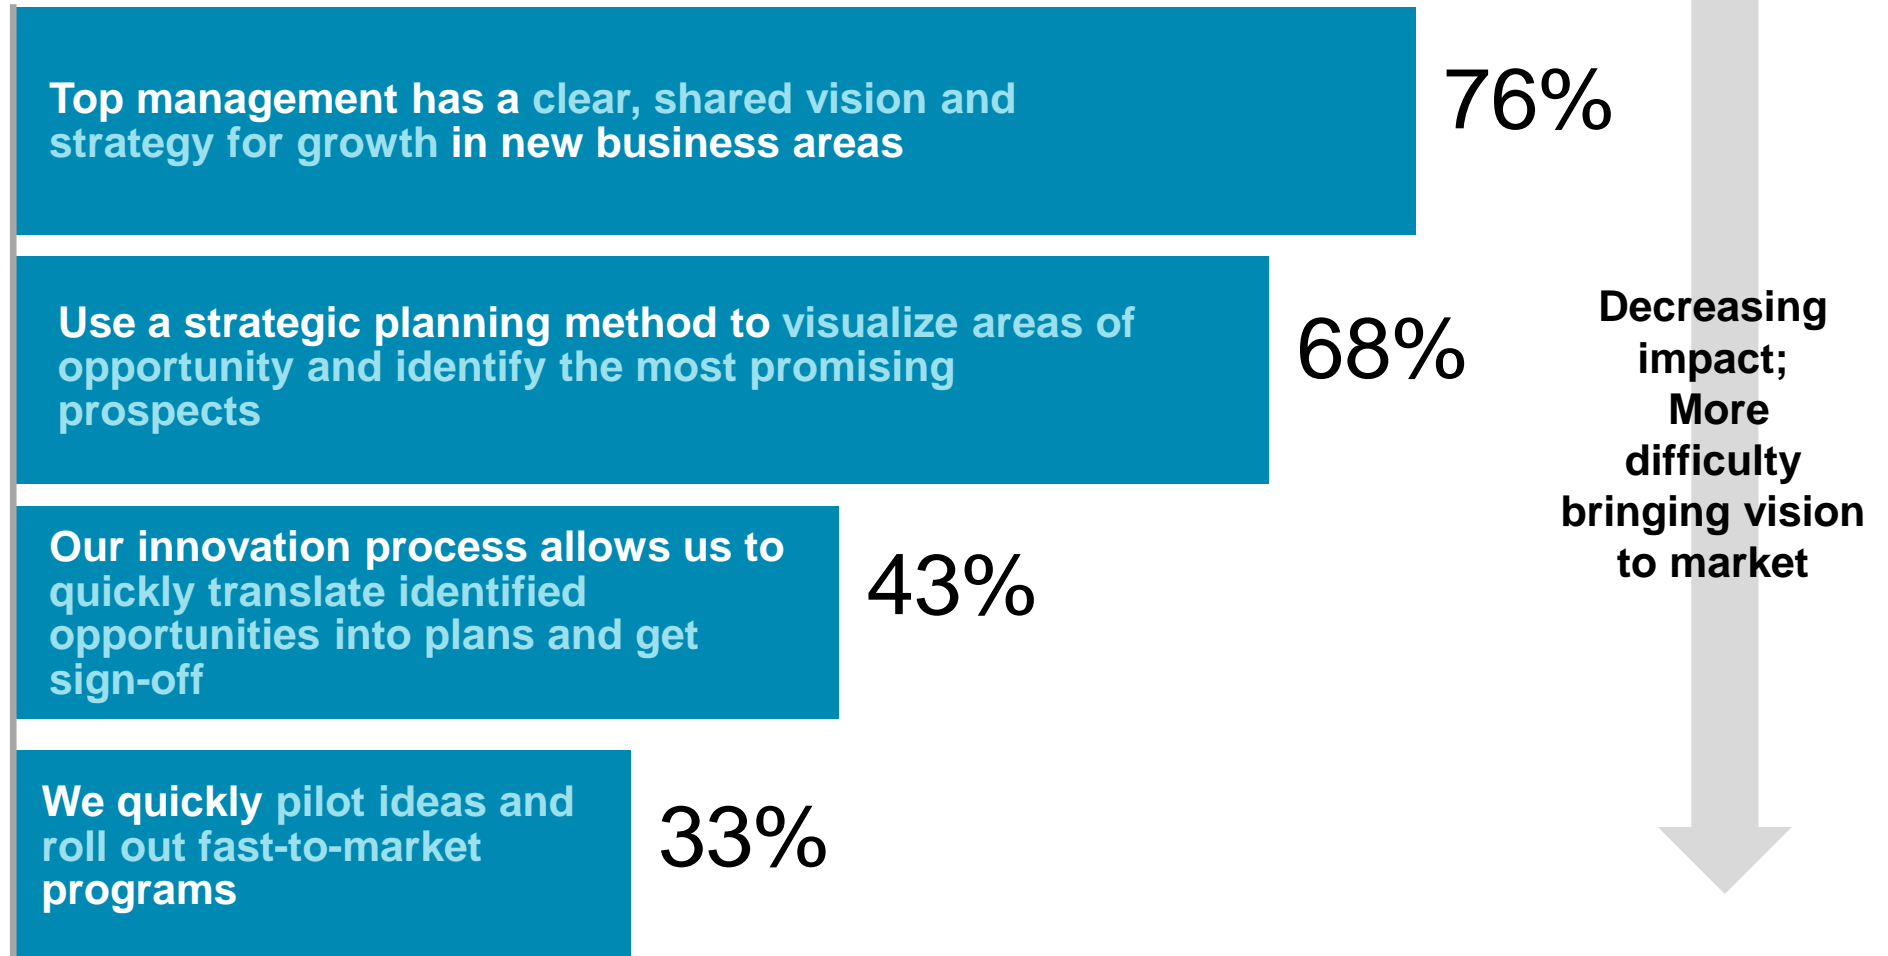 Top management has a clear, shared vision and
strategy for growth in new business areas
76%
Use a strategic planning method to visualize areas of
opportunity and identify the most promising
prospects
68%
Our innovation process allows us to
quickly translate identified
opportunities into plans and get
sign-off
43%
We quickly pilot ideas and
roll out fast-to-market
programs
33%
Decreasing
impact;
More
difficulty
bringing vision
to market